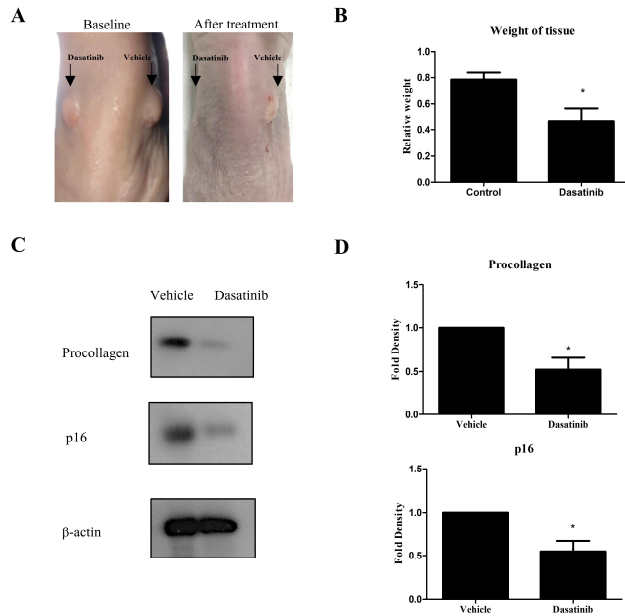 A
Baseline
After treatment
Dasatinib
Vehicle
Dasatinib
Vehicle
B
Weight of tissue
Relative weight
0.8
0.6
0.4
0.2
0.0
*
Control
Dasatinib
C
Vehicle
Dasatinib
Procollagen
p16
β-actin
D
Procollagen
Fold Density
1.5
1.0
0.5
0.0
*
Vehicle
Dasatinib
p16
Fold Density
1.5
1.0
0.5
0.0
*
Vehicle
Dasatinib